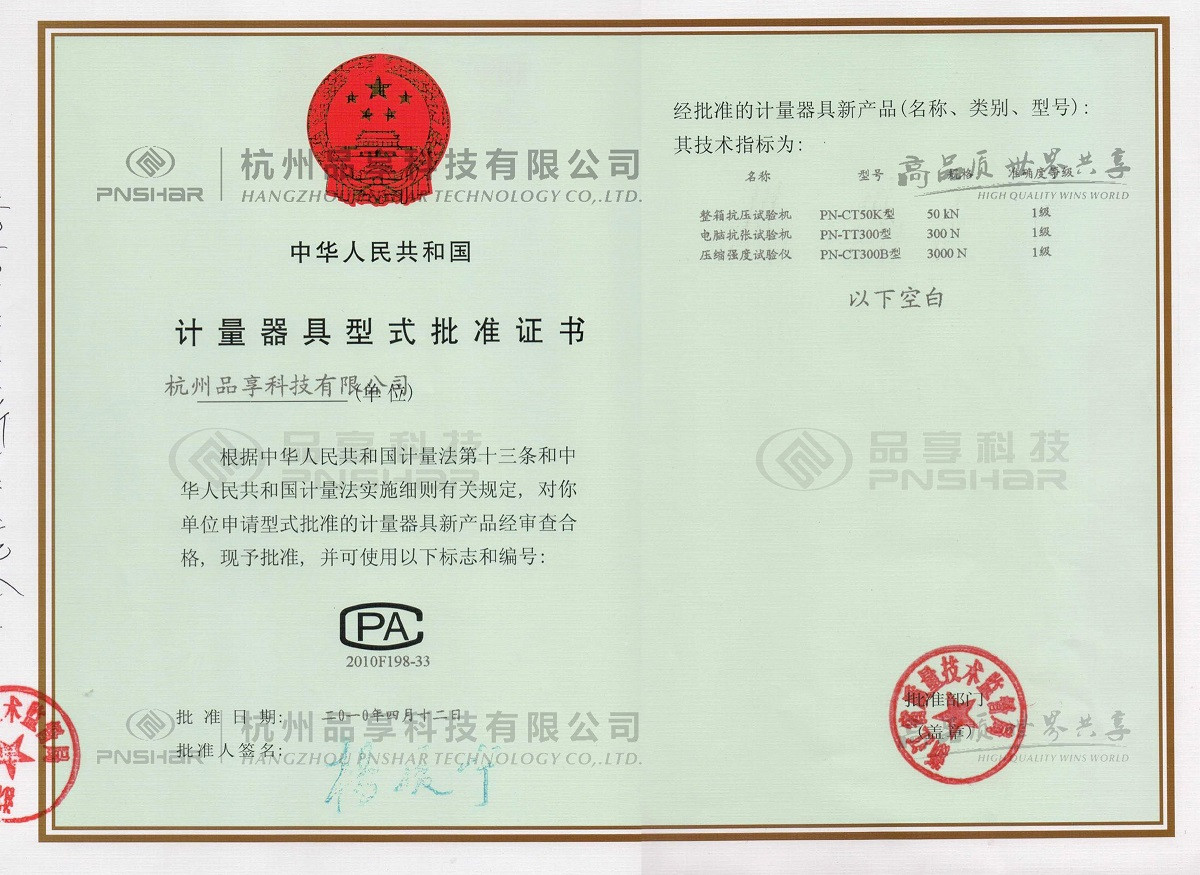 中华人民共和国
计量器具型式批准证书
杭州品享科技有限公司(单位)
根据中华人民共和国计量法第十三条和中
华人民共和国计量法实施细则有关规定，对你
单位申请型式批准的计量器具新产品经审查合
格，现予批准，并可使用以下标志和编号：
CPA
2010F198-33
批准日期：二〇一〇年四月十二日
批准人签名：
经批准的计量器具新产品(名称、类别、型号)：
其技术指标为：
名称 型号 规格 准确度等级
整箱抗压试验机 PN-CT50K型 50 kN 1级
电脑抗张试验机 PN-TT300型 300 N 1级
压缩强度试验仪 PN-CT300B型 3000 N 1级
以下空白
批准部门
(盖章)
PNSHAR
杭州品享科技有限公司
HANGZHOU PNSHAR TECHNOLOGY CO,.LTD.
高品质 世界共享
HIGH QUALITY WINS WORLD
品享科技
PNSHAR
品享科技
PNSHAR
PNSHAR
杭州品享科技有限公司
HANGZHOU PNSHAR TECHNOLOGY CO,.LTD.
高品质 世界共享
HIGH QUALITY WINS WORLD